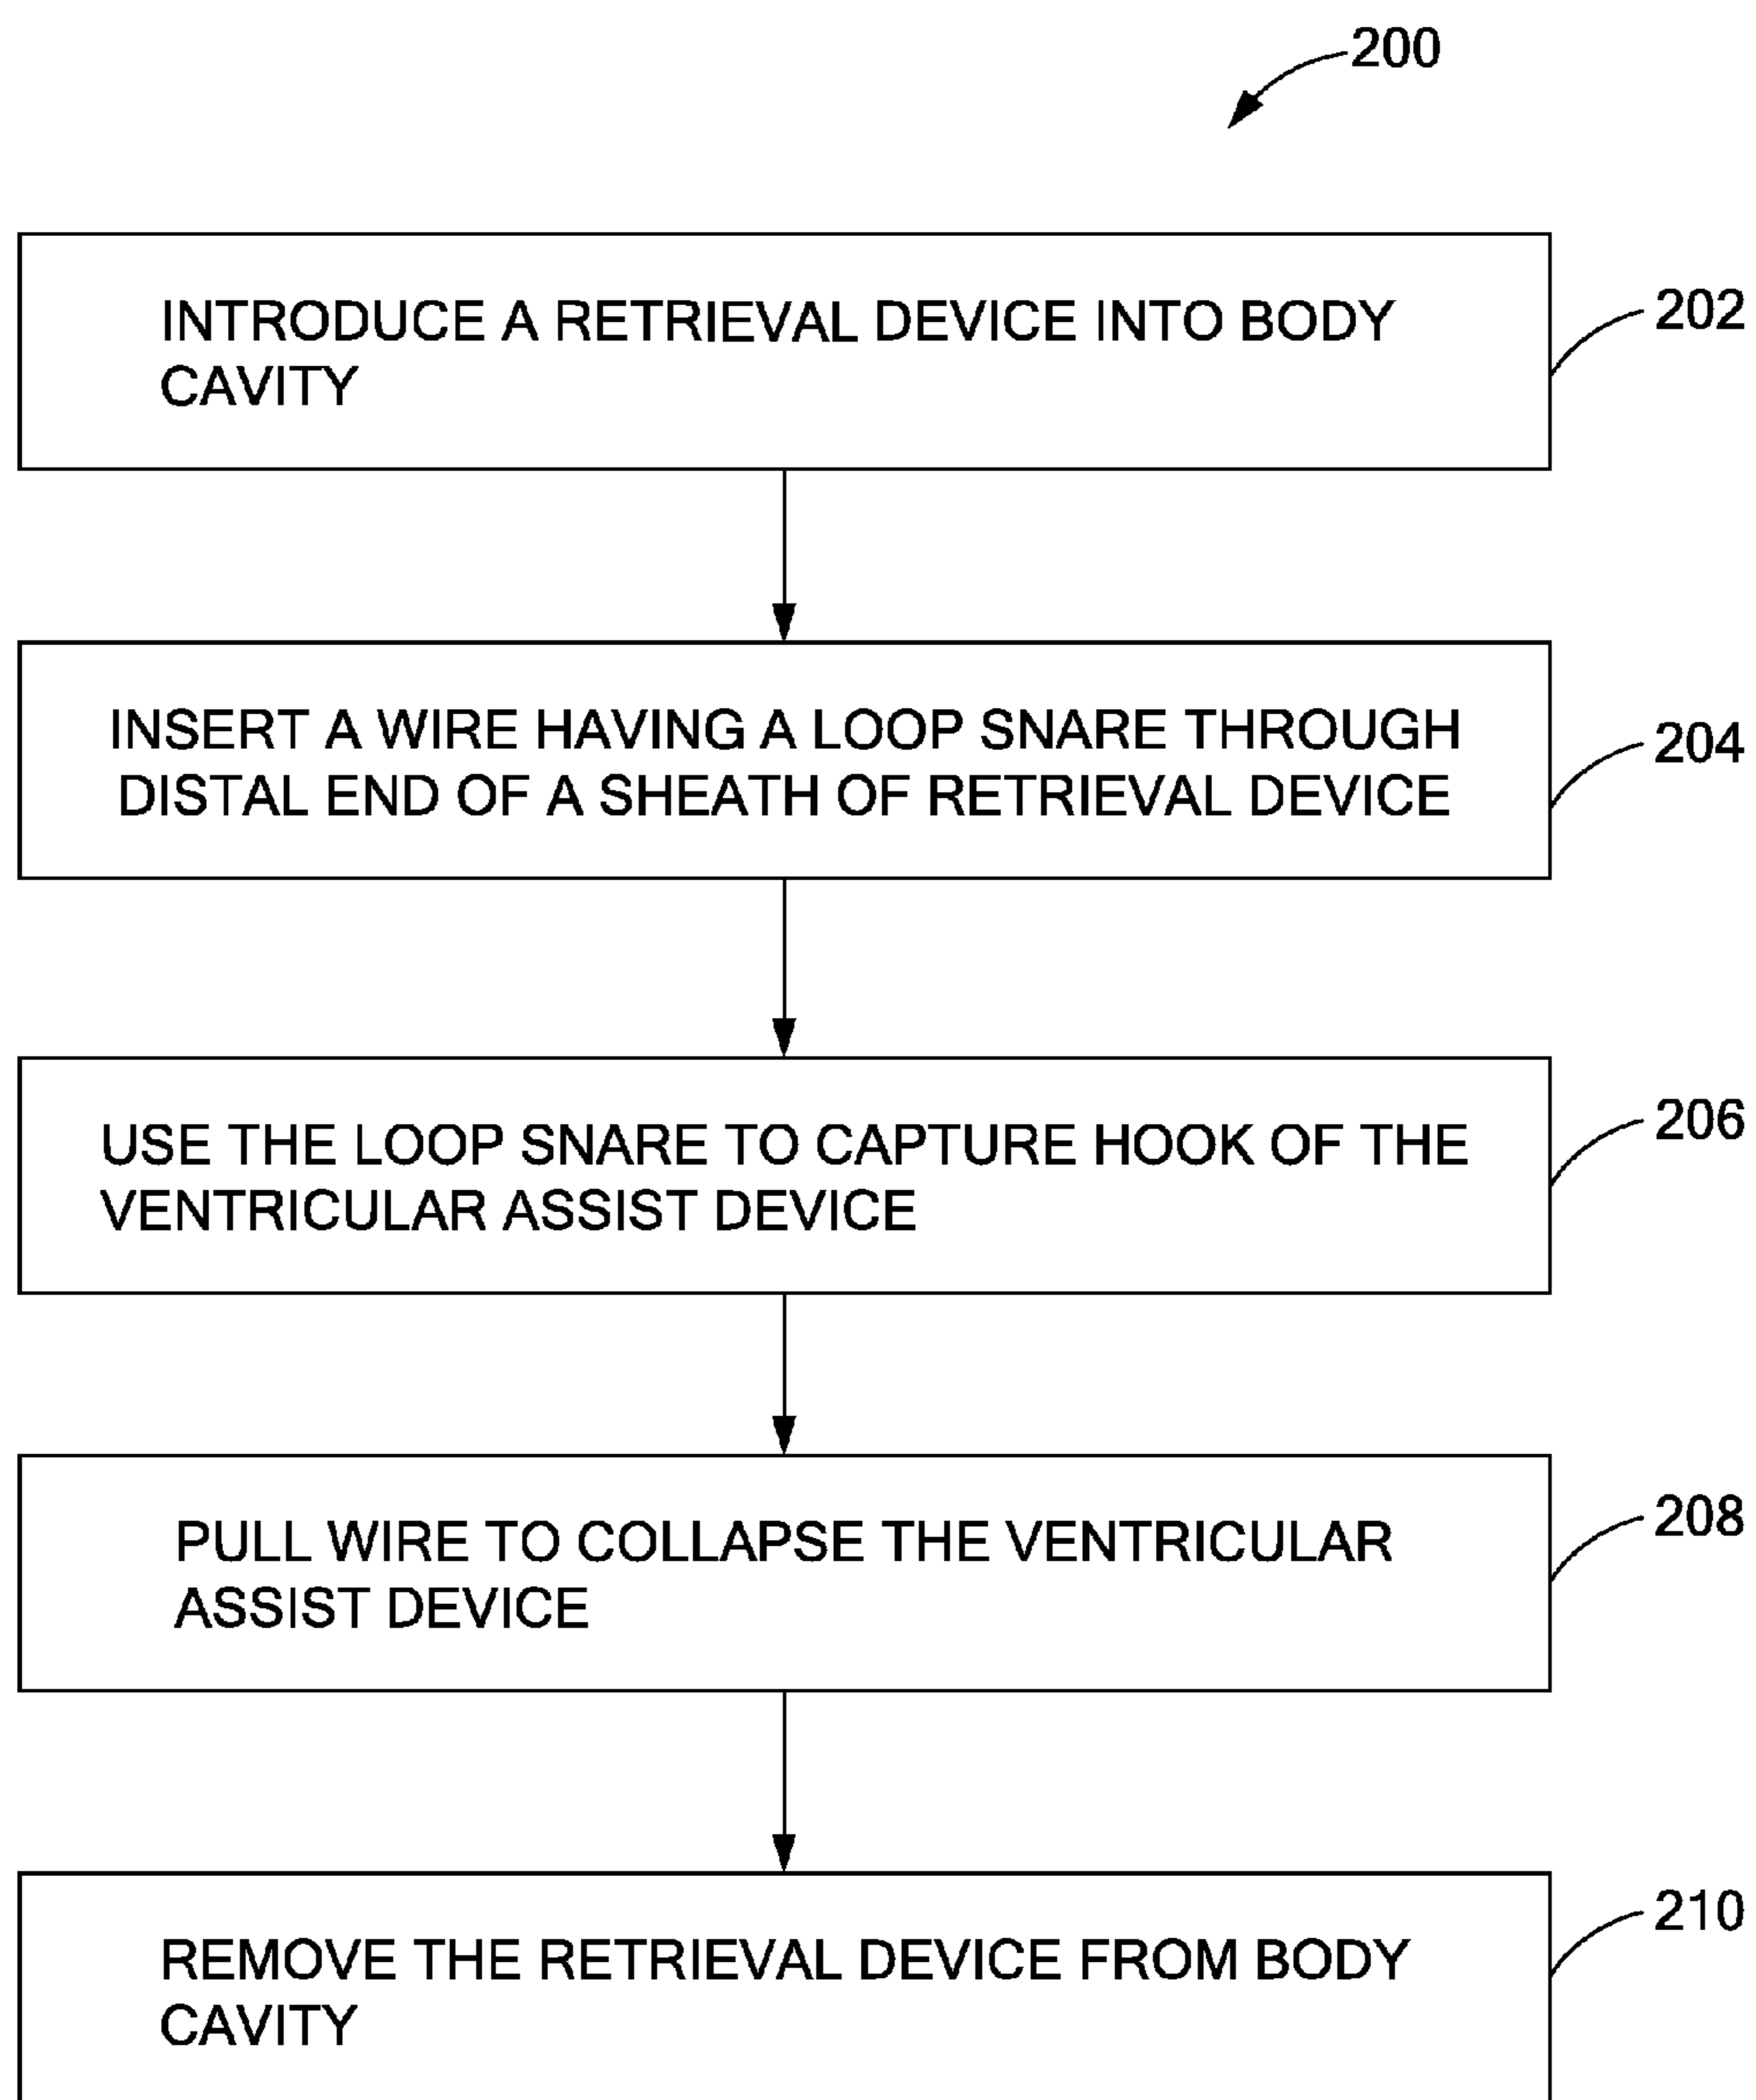 200
INTRODUCE A RETRIEVAL DEVICE INTO BODY
CAVITY
202
INSERT A WIRE HAVING A LOOP SNARE THROUGH
DISTAL END OF A SHEATH OF RETRIEVAL DEVICE
204
USE THE LOOP SNARE TO CAPTURE HOOK OF THE
VENTRICULAR ASSIST DEVICE
206
PULL WIRE TO COLLAPSE THE VENTRICULAR
ASSIST DEVICE
208
REMOVE THE RETRIEVAL DEVICE FROM BODY
CAVITY
210